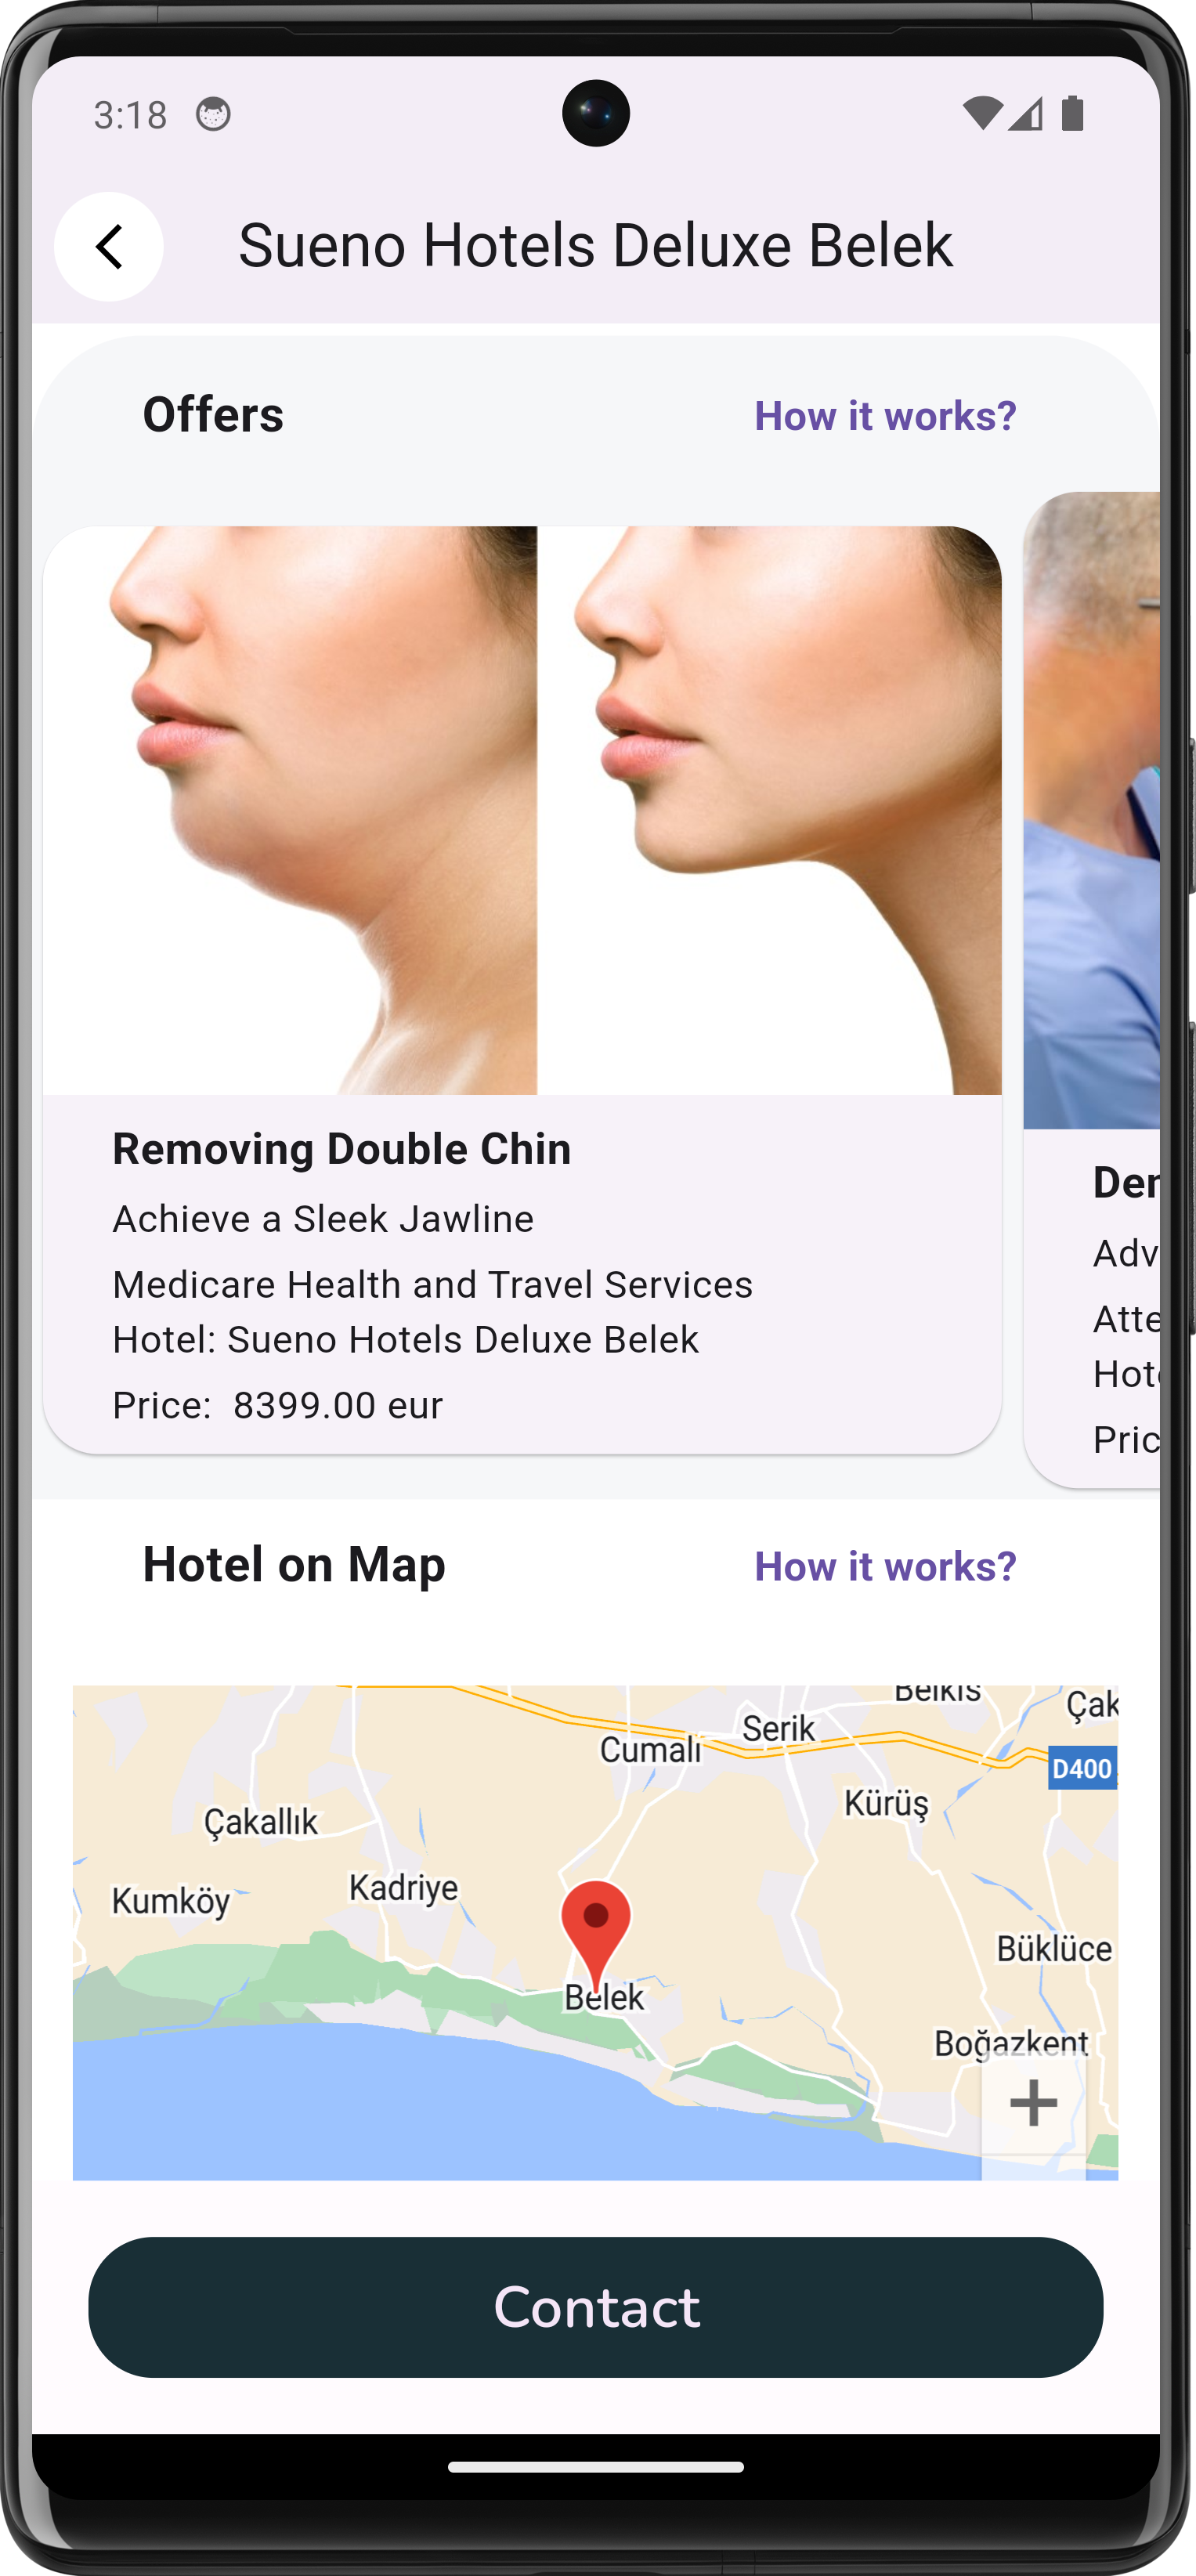 3:18
Sueno Hotels Deluxe Belek
Offers
How it works?
Removing Double Chin
Achieve a Sleek Jawline
Medicare Health and Travel Services
Hotel: Sueno Hotels Deluxe Belek
Price: 8399.00 eur
Der
Adv
Atte
Hot
Pric
Hotel on Map
How it works?
Belkıs
Çak
Serik
Cumalı
D400
Kürüş
Çakallık
Kadriye
Kumköy
Büklüce
Belek
Boğazkent
+
Contact